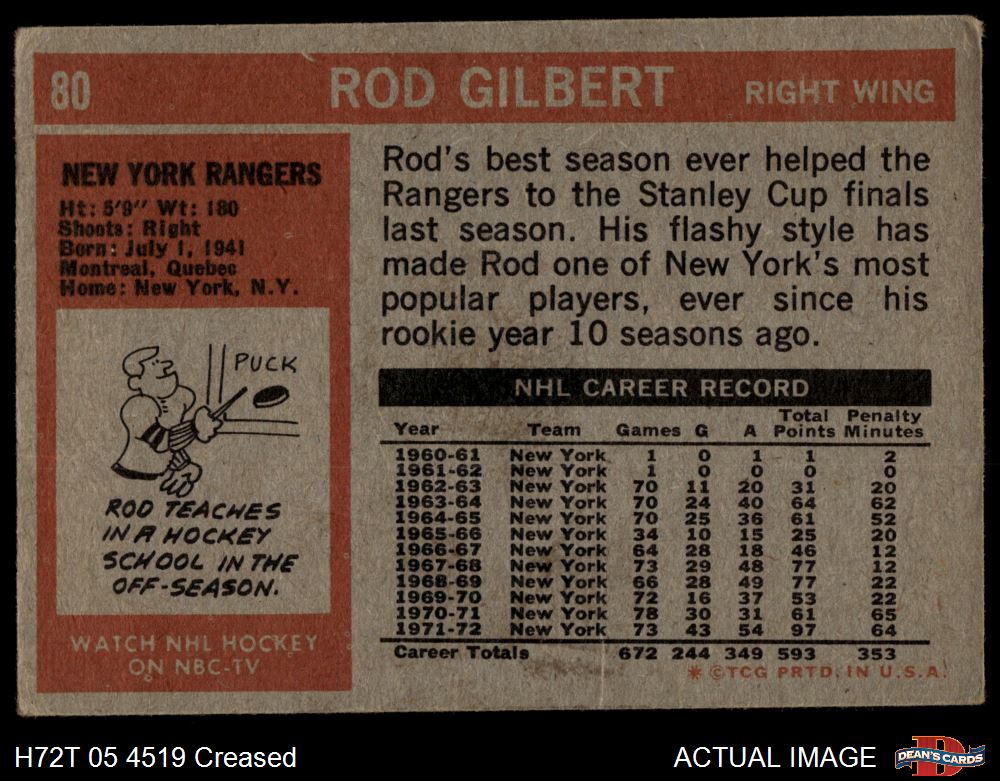 80 ROD GILBERT RIGHT WING
NEW YORK RANGERS
Ht: 5'9" Wt: 180
Shoots: Right
Born: July 1, 1941
Montreal, Quebec
Home: New York, N.Y.
PUCK
ROD TEACHES
IN A HOCKEY
SCHOOL IN THE
OFF-SEASON.
WATCH NHL HOCKEY
ON NBC-TV
Rod's best season ever helped the
Rangers to the Stanley Cup finals
last season. His flashy style has
made Rod one of New York's most
popular players, ever since his
rookie year 10 seasons ago.
NHL CAREER RECORD
Total Penalty
Year Team Games G A Points Minutes
1960-61 New York 1 0 1 1 2
1961-62 New York 1 0 0 0 0
1962-63 New York 70 11 20 31 20
1963-64 New York 70 24 40 64 62
1964-65 New York 70 25 36 61 52
1965-66 New York 34 10 15 25 20
1966-67 New York 64 28 18 46 12
1967-68 New York 73 29 48 77 12
1968-69 New York 66 28 49 77 22
1969-70 New York 72 16 37 53 22
1970-71 New York 78 30 31 61 65
1971-72 New York 73 43 54 97 64
Career Totals 672 244 349 593 353
* ©TCG PRTD. IN U.S.A.
H72T 05 4519 Creased ACTUAL IMAGE
D
DEAN'S CARDS